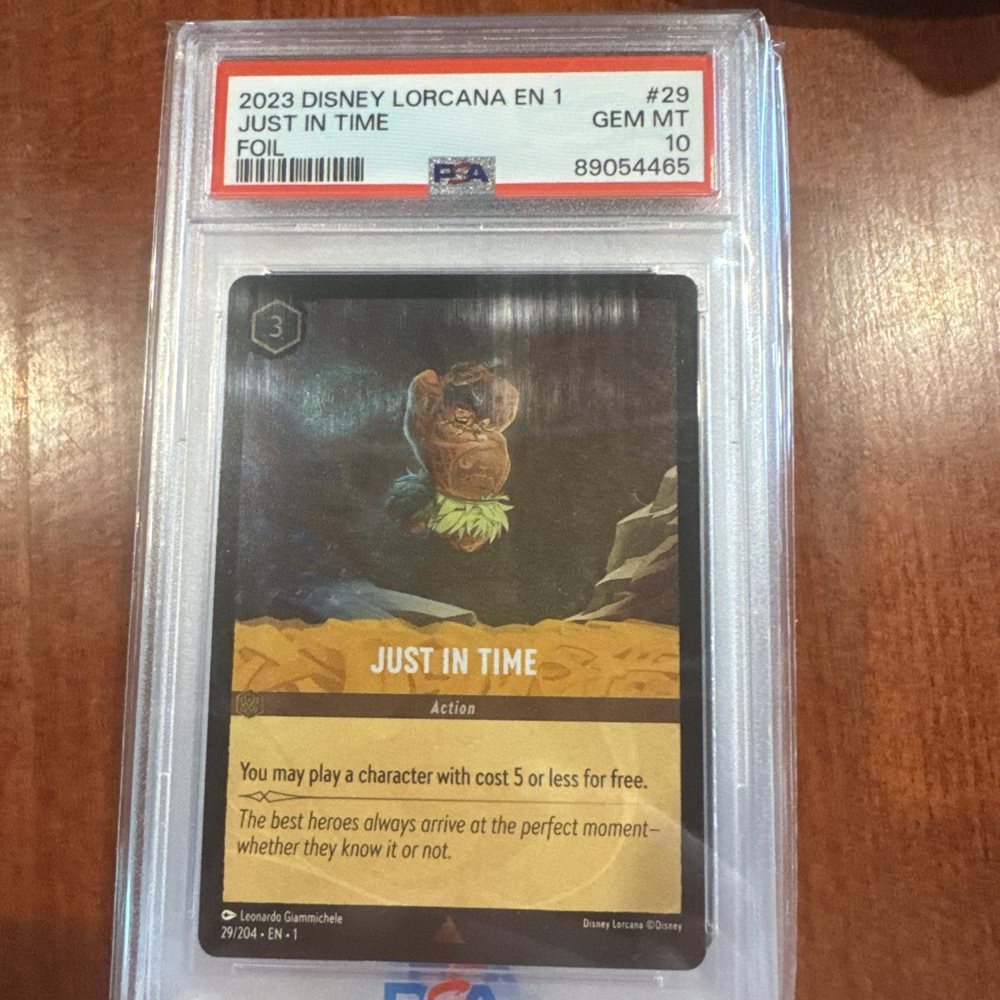 2023 DISNEY LORCANA EN 1 #29
JUST IN TIME GEM MT
FOIL 10
PSA 89054465
3
JUST IN TIME
Action
You may play a character with cost 5 or less for free.
The best heroes always arrive at the perfect moment—
whether they know it or not.
Leonardo Giammichele
29/204 • EN • 1
Disney Lorcana ©Disney
PSA